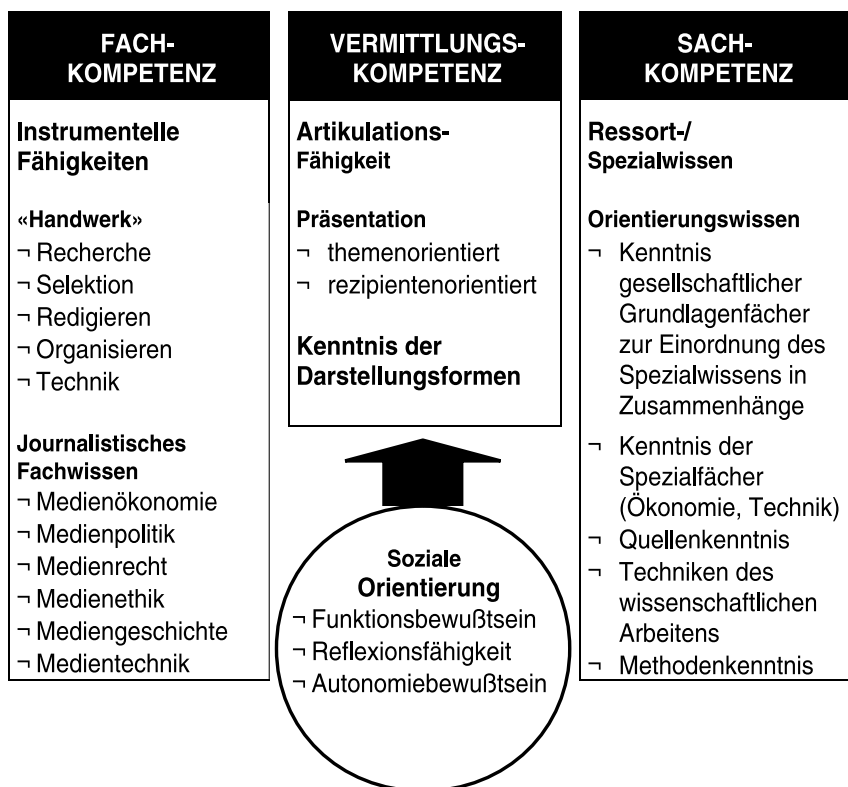 FACH-
KOMPETENZ
Instrumentelle
Fähigkeiten
«Handwerk»
¬ Recherche
¬ Selektion
¬ Redigieren
¬ Organisieren
¬ Technik
Journalistisches
Fachwissen
¬ Medienökonomie
¬ Medienpolitik
¬ Medienrecht
¬ Medienethik
¬ Mediengeschichte
¬ Medientechnik
VERMITTLUNGS-
KOMPETENZ
Artikulations-
Fähigkeit
Präsentation
¬ themenorientiert
¬ rezipientenorientiert
Kenntnis der
Darstellungsformen
Soziale
Orientierung
¬ Funktionsbewußtsein
¬ Reflexionsfähigkeit
¬ Autonomiebewußtsein
SACH-
KOMPETENZ
Ressort-/
Spezialwissen
Orientierungswissen
¬ Kenntnis
gesellschaftlicher
Grundlagenfächer
zur Einordnung des
Spezialwissens in
Zusammenhänge
¬ Kenntnis der
Spezialfächer
(Ökonomie, Technik)
¬ Quellenkenntnis
¬ Techniken des
wissenschaftlichen
Arbeitens
¬ Methodenkenntnis